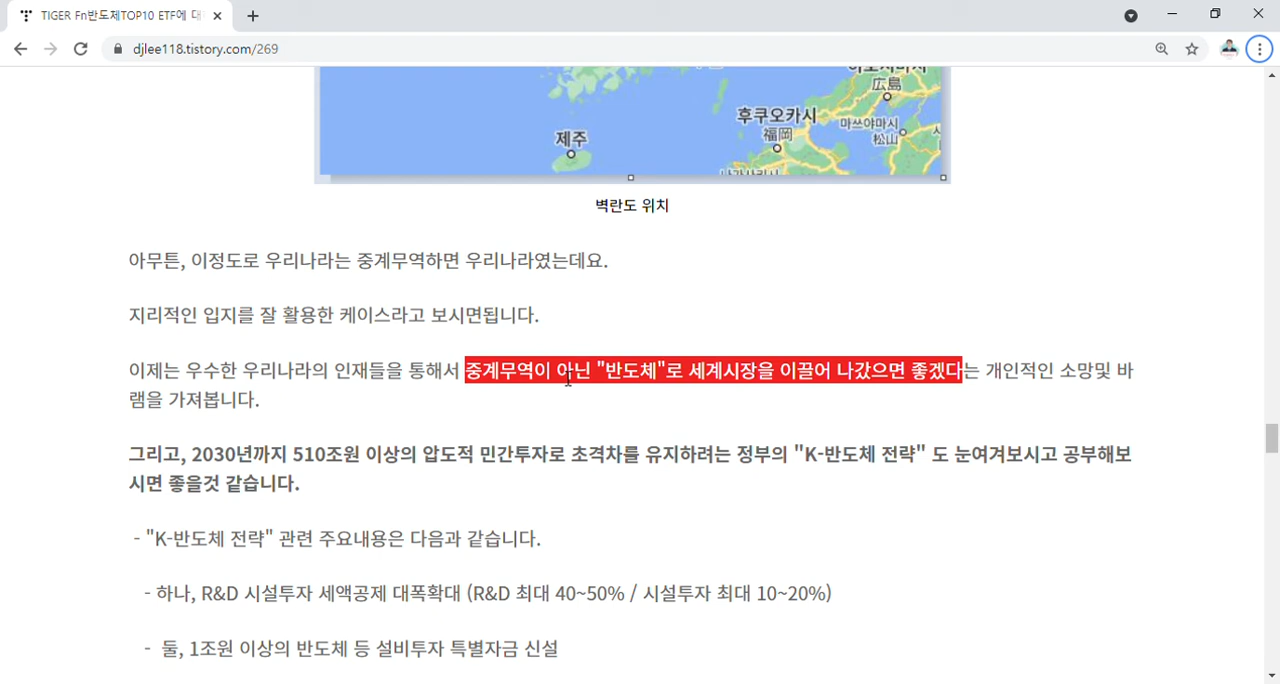 TIGER Fn반도체TOP10 ETF에 대
djlee118.tistory.com/269
広島
후쿠오카시
福岡
마쓰야마시
松山
제주
벽란도 위치
아무튼, 이정도로 우리나라는 중계무역하면 우리나라였는데요.
지리적인 입지를 잘 활용한 케이스라고 보시면됩니다.
이제는 우수한 우리나라의 인재들을 통해서 중계무역이 아닌 "반도체"로 세계시장을 이끌어 나갔으면 좋겠다는 개인적인 소망및 바
램을 가져봅니다.
그리고, 2030년까지 510조원 이상의 압도적 민간투자로 초격차를 유지하려는 정부의 "K-반도체 전략" 도 눈여겨보시고 공부해보
시면 좋을것 같습니다.
- "K-반도체 전략" 관련 주요내용은 다음과 같습니다.
- 하나, R&D 시설투자 세액공제 대폭확대 (R&D 최대 40~50% / 시설투자 최대 10~20%)
- 둘, 1조원 이상의 반도체 등 설비투자 특별자금 신설